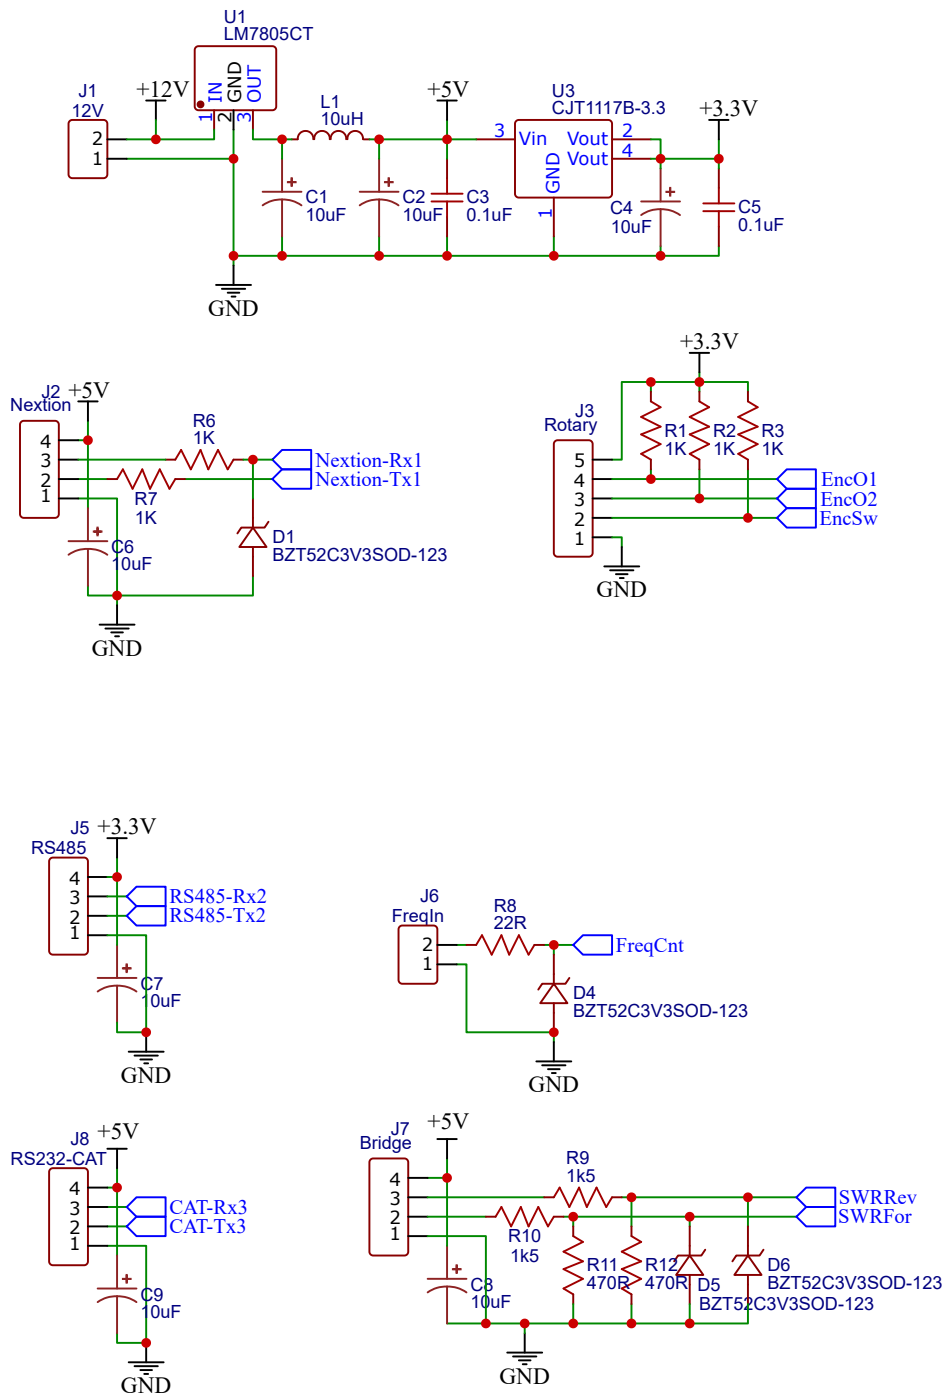 U1
LM7805CT
IN
GND
OUT
1
2
3
J1
12V
2
1
+12V
L1
10uH
+5V
U3
CJT1117B-3.3
3
Vin
Vout
2
Vout
4
GND
1
+3.3V
C1
10uF
C2
10uF
C3
0.1uF
C4
10uF
C5
0.1uF
GND
J2
Nextion
+5V
4
3
2
1
R6
1K
R7
1K
Nextion-Rx1
Nextion-Tx1
C6
10uF
D1
BZT52C3V3SOD-123
GND
+3.3V
J3
Rotary
5
4
3
2
1
R1
1K
R2
1K
R3
1K
EncO1
EncO2
EncSw
GND
J5
RS485
+3.3V
4
3
2
1
RS485-Rx2
RS485-Tx2
C7
10uF
GND
J6
FreqIn
2
1
R8
22R
FreqCnt
D4
BZT52C3V3SOD-123
GND
J8
RS232-CAT
+5V
4
3
2
1
CAT-Rx3
CAT-Tx3
C9
10uF
GND
J7
Bridge
+5V
4
3
2
1
R9
1k5
R10
1k5
SWRRev
SWRFor
R11
470R
R12
470R
D5
BZT52C3V3SOD-123
D6
BZT52C3V3SOD-123
C8
10uF
GND